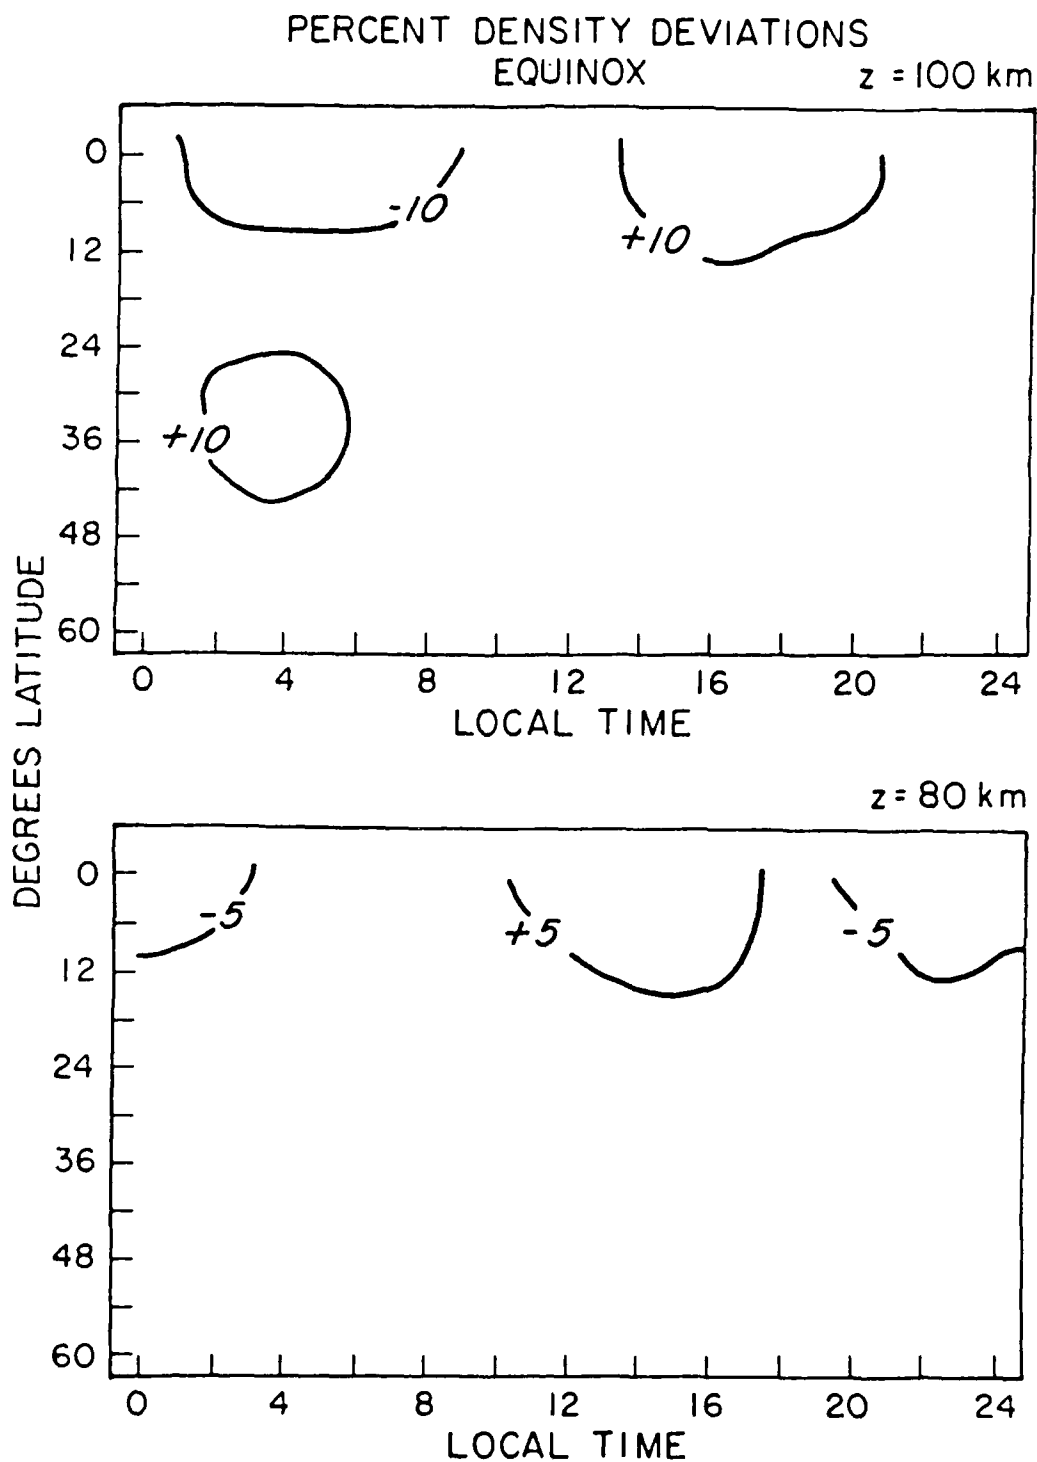 PERCENT DENSITY DEVIATIONS
EQUINOX
z = 100 km
0
12
24
36
48
60
-10
+10
+10
0 4 8 12 16 20 24
LOCAL TIME
DEGREES LATITUDE
z = 80 km
0
12
24
36
48
60
-5
+5
-5
0 4 8 12 16 20 24
LOCAL TIME